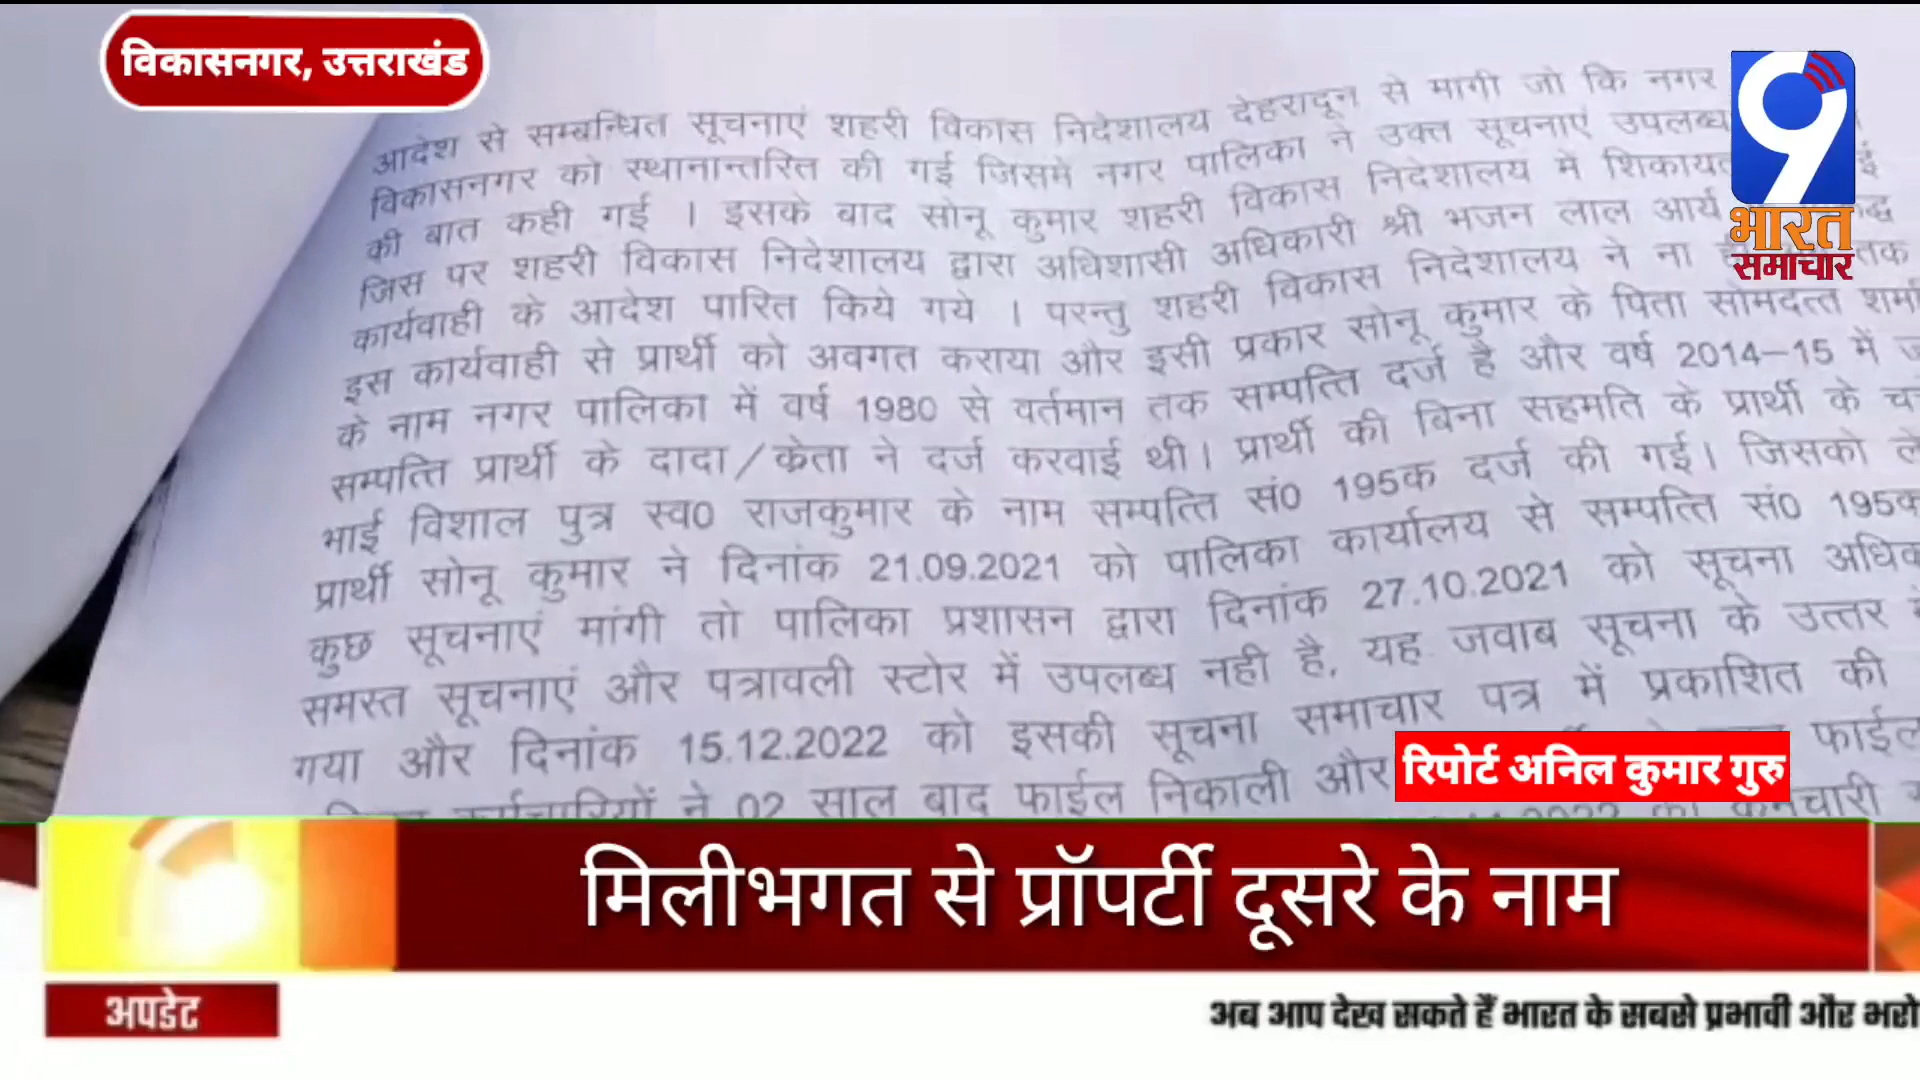 विकासनगर, उत्तराखंड
9
भारत
समाचार
आदेश से सम्बन्धित सूचनाएं शहरी विकास निदेशालय देहरादून से मागी जो कि नगर
विकासनगर को स्थानान्तरित की गई जिसमे नगर पालिका ने उक्त सूचनाएं उपलब्ध
की बात कही गई । इसके बाद सोनू कुमार शहरी विकास निदेशालय मे शिकायत
जिस पर शहरी विकास निदेशालय द्वारा अधिशासी अधिकारी श्री भजन लाल आर्य
कार्यवाही के आदेश पारित किये गये । परन्तु शहरी विकास निदेशालय ने ना तक
इस कार्यवाही से प्रार्थी को अवगत कराया और इसी प्रकार सोनू कुमार के पिता सोमदत्त शर्मा
के नाम नगर पालिका में वर्ष 1980 से वर्तमान तक सम्पत्ति दर्ज है और वर्ष 2014–15 में
सम्पत्ति प्रार्थी के दादा/क्रेता ने दर्ज करवाई थी। प्रार्थी की बिना सहमति के प्रार्थी के
भाई विशाल पुत्र स्व0 राजकुमार के नाम सम्पत्ति सं0 195क दर्ज की गई। जिसको
प्रार्थी सोनू कुमार ने दिनांक 21.09.2021 को पालिका कार्यालय से सम्पत्ति सं0 195क
कुछ सूचनाएं मांगी तो पालिका प्रशासन द्वारा दिनांक 27.10.2021 को सूचना
समस्त सूचनाएं और पत्रावली स्टोर में उपलब्ध नही है, यह जवाब सूचना के उत्तर
गया और दिनांक 15.12.2022 को इसकी सूचना समाचार पत्र में प्रकाशित की
कर्मचारियों ने 02 साल बाद फाईल निकाली और फाईल
रिपोर्ट अनिल कुमार गुरु
मिलीभगत से प्रॉपर्टी दूसरे के नाम
अपडेट
अब आप देख सकते हैं भारत के सबसे प्रभावी और भरो